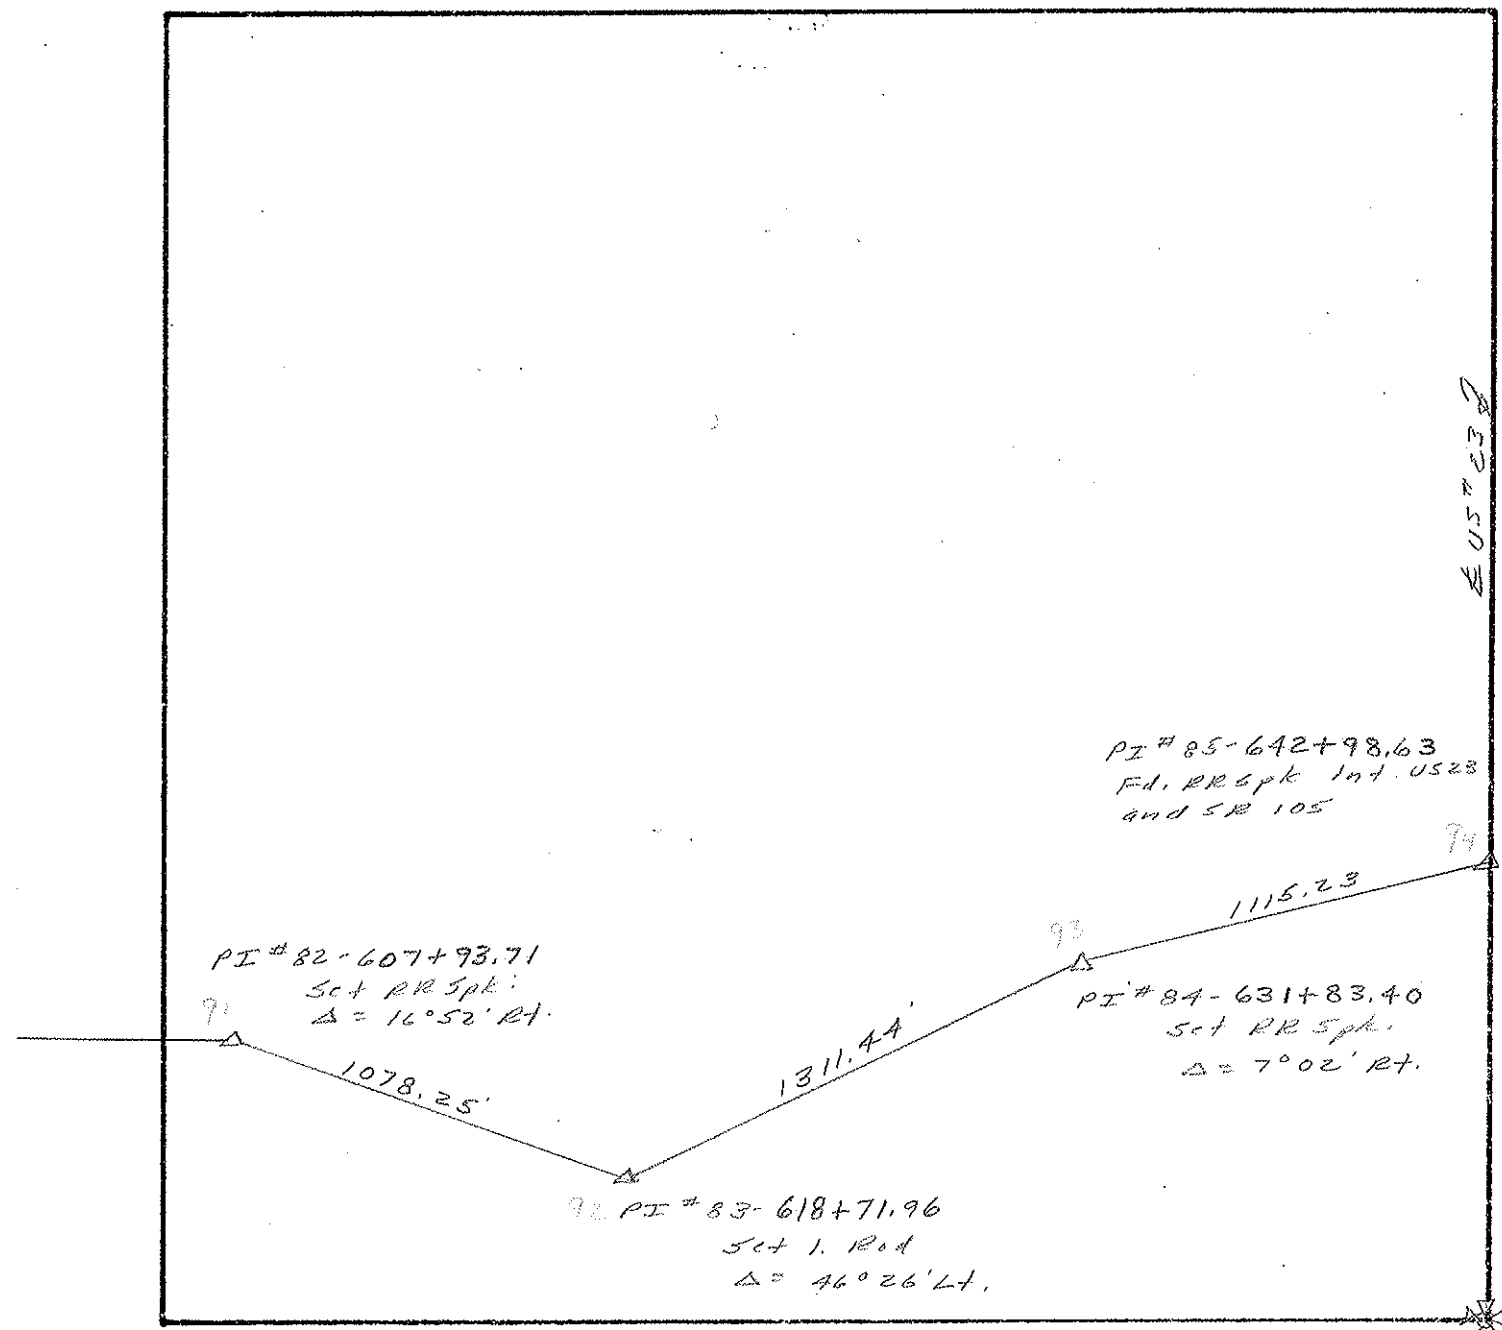 ℄ US # 23
PI # 85-642+98.63
Fd. RR Spk Int. US23
and SR 105
94
1115.23
93
PI # 84-631+83.40
Set RR Spk.
Δ = 7°02' Rt.
PI # 82-607+93.71
Set RR Spk.
Δ = 16°52' Rt.
91
1078.25'
1311.44'
92 PI # 83-618+71.96
Set I. Rod
Δ = 46°26' Lt.